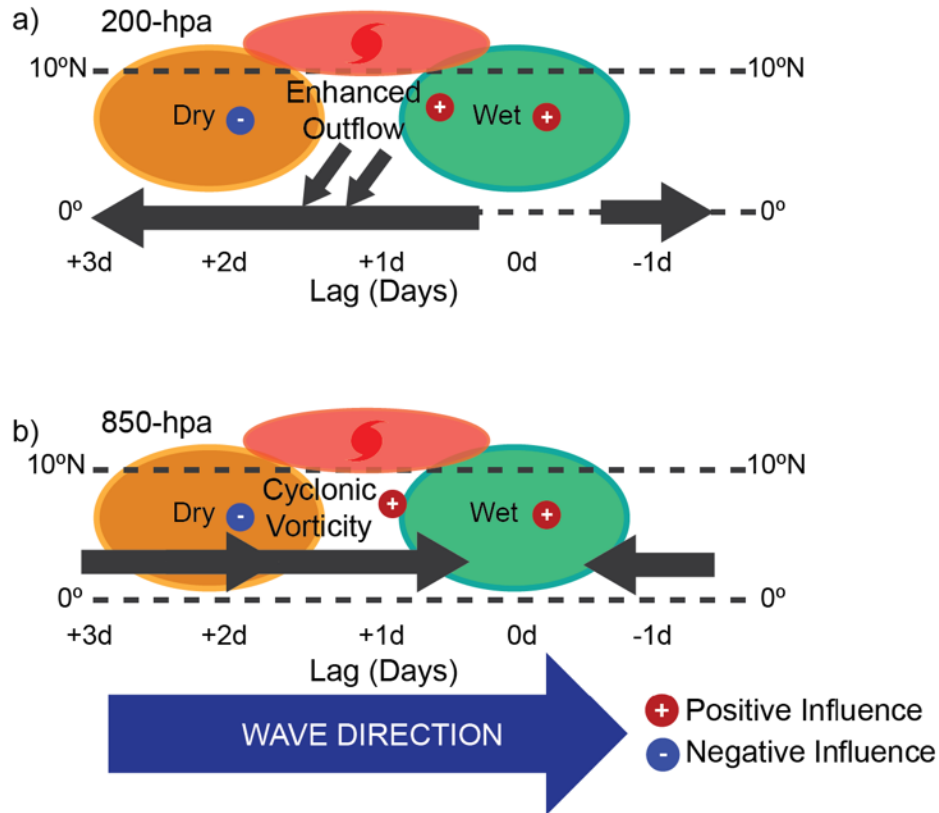 a)
200-hpa
10ºN
10ºN
Enhanced
Outflow
Dry -
+ Wet +
0º
0º
+3d +2d +1d 0d -1d
Lag (Days)
b)
850-hpa
10ºN
10ºN
Cyclonic
Vorticity
Dry -
+ Wet +
0º
0º
+3d +2d +1d 0d -1d
Lag (Days)
WAVE DIRECTION
+ Positive Influence
- Negative Influence